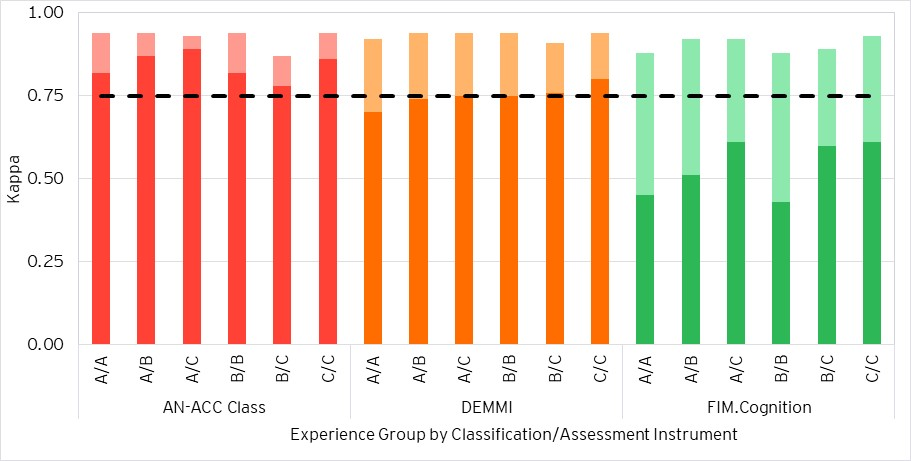 1.00
0.75
0.50
0.25
0.00
Kappa
A/A A/B A/C B/B B/C C/C A/A A/B A/C B/B B/C C/C A/A A/B A/C B/B B/C C/C
AN-ACC Class DEMMI FIM.Cognition
Experience Group by Classification/Assessment Instrument